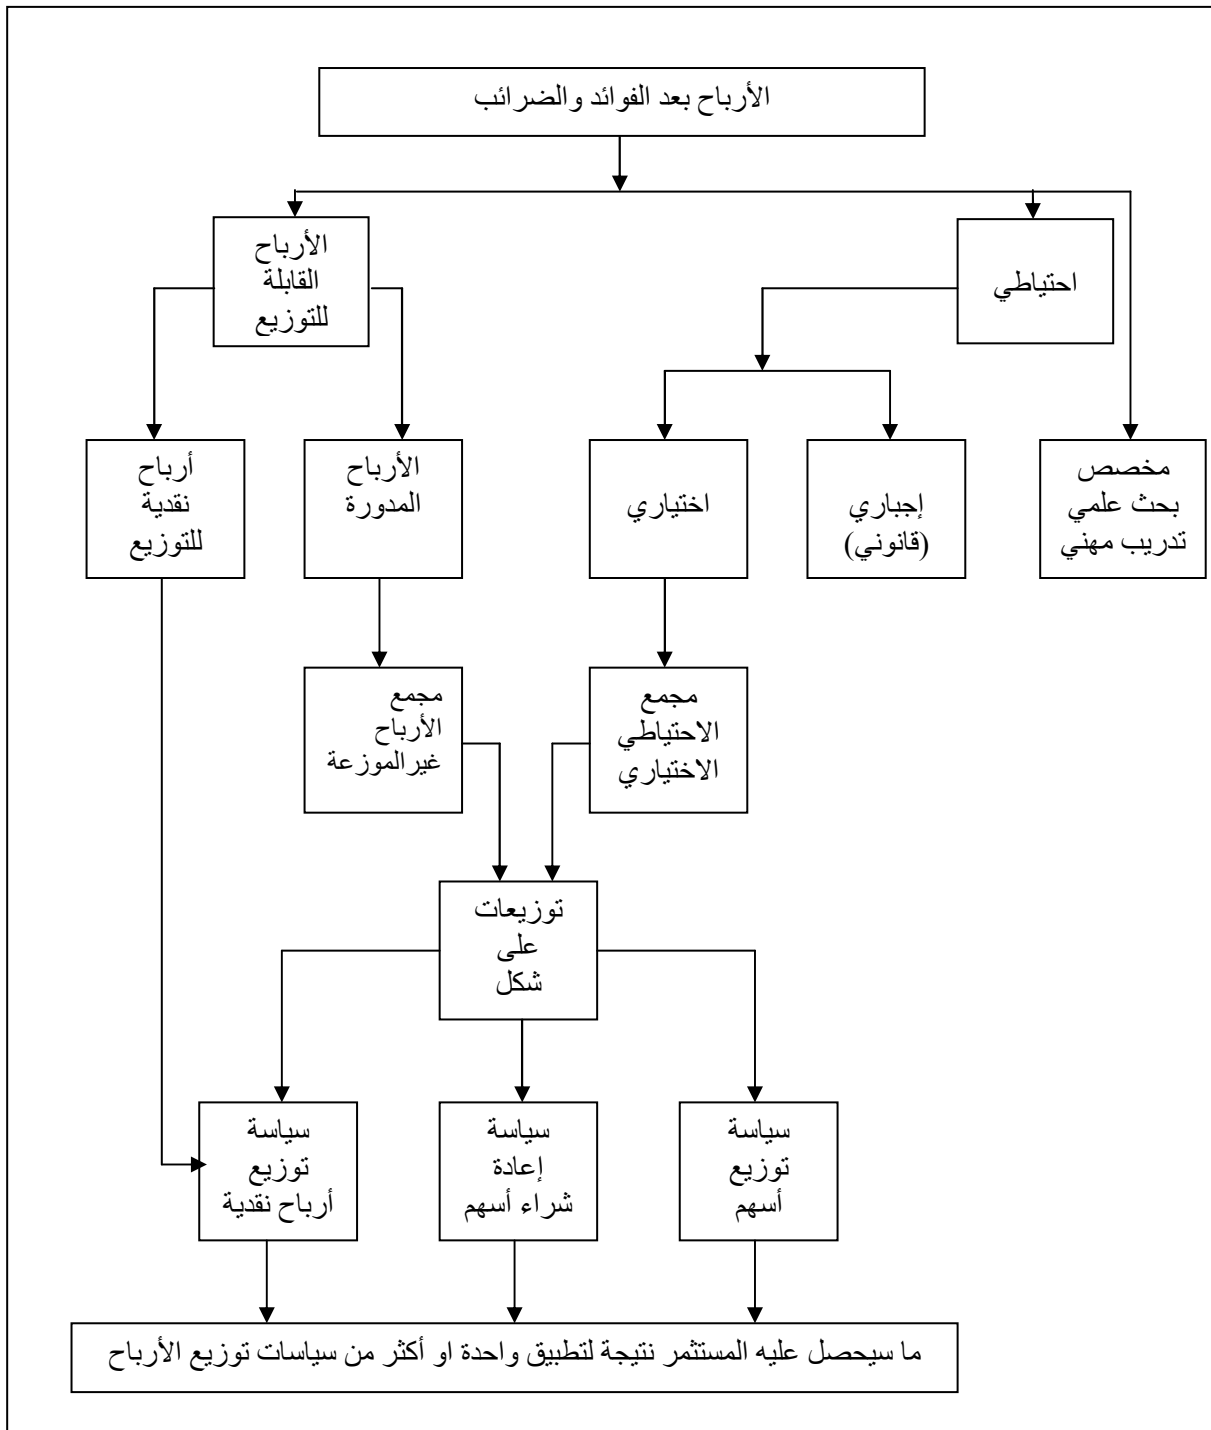 الأرباح بعد الفوائد والضرائب
احتياطي
الأرباح
القابلة
للتوزيع
مخصص
بحث علمي
تدريب مهني
إجباري
(قانوني)
اختياري
الأرباح
المدورة
أرباح
نقدية
للتوزيع
مجمع
الاحتياطي
الاختياري
مجمع
الأرباح
غيرالموزعة
توزيعات
على
شكل
سياسة
توزيع
أسهم
سياسة
إعادة
شراء أسهم
سياسة
توزيع
أرباح نقدية
ما سيحصل عليه المستثمر نتيجة لتطبيق واحدة او أكثر من سياسات توزيع الأرباح